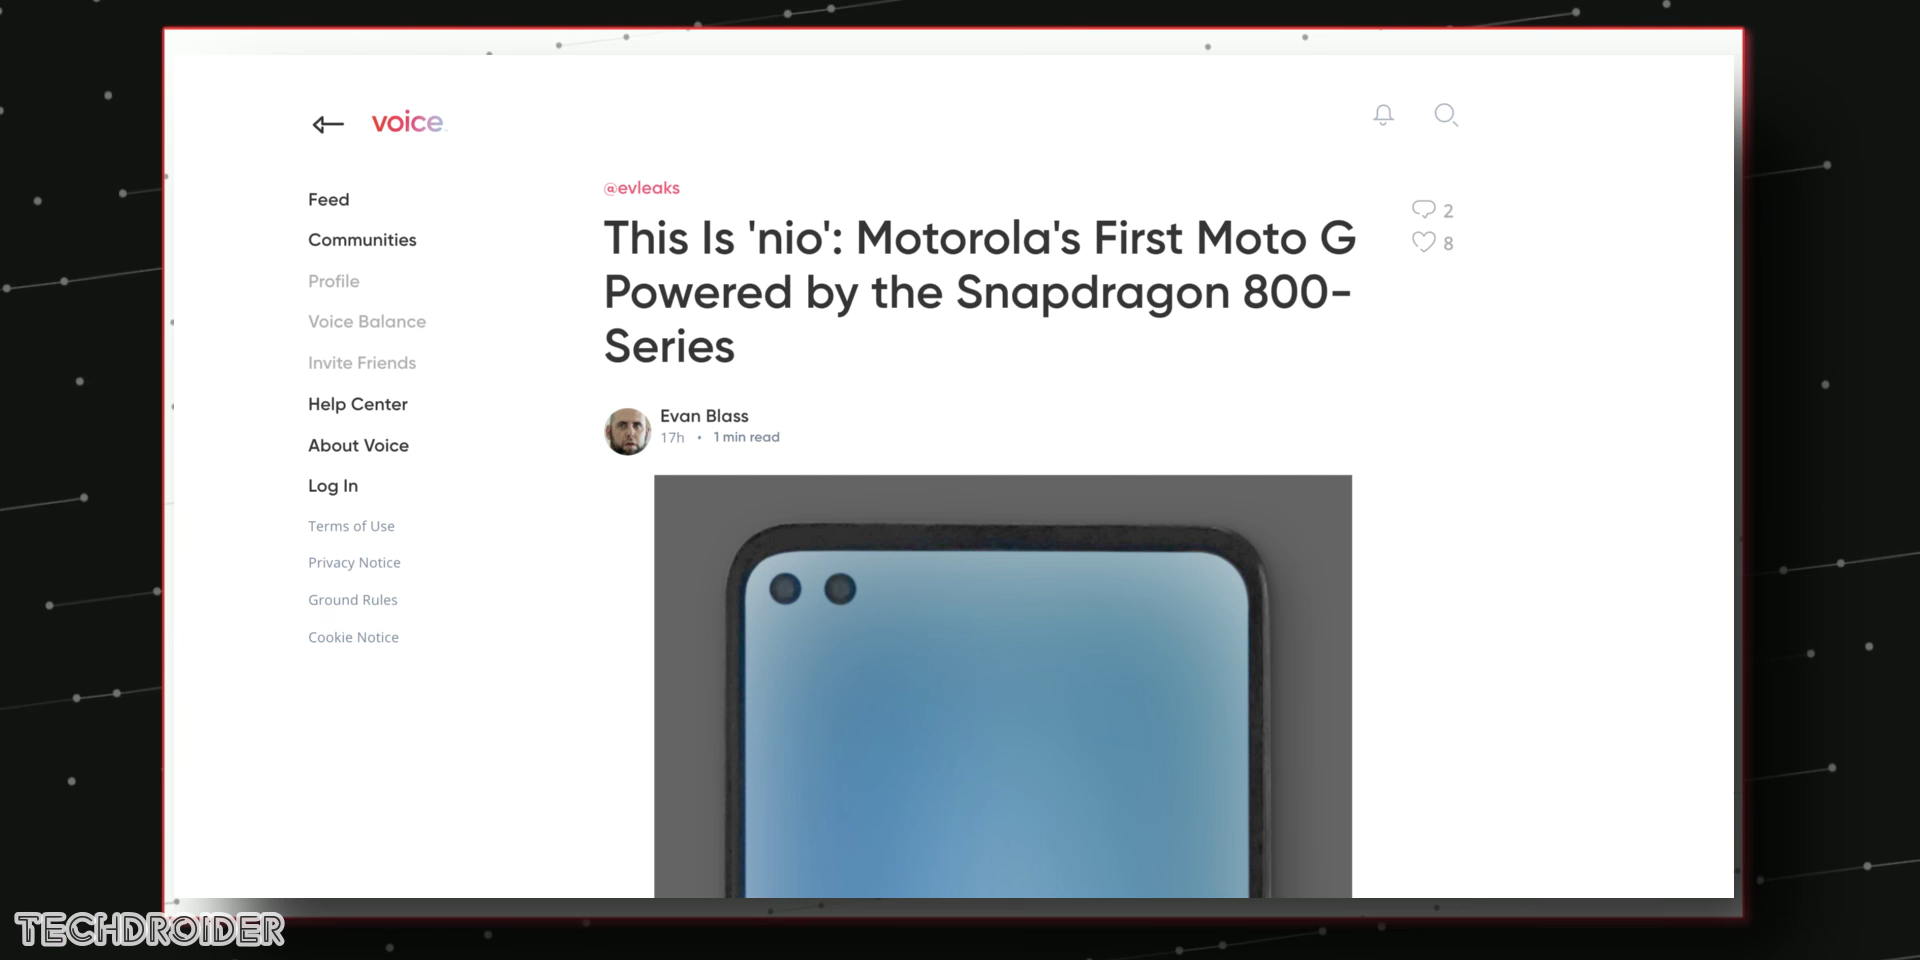 voice
Feed
Communities
Profile
Voice Balance
Invite Friends
Help Center
About Voice
Log In
Terms of Use
Privacy Notice
Ground Rules
Cookie Notice
@evleaks
This Is 'nio': Motorola's First Moto G
Powered by the Snapdragon 800-
Series
Evan Blass
17h • 1 min read
2
8
TECHDROIDER